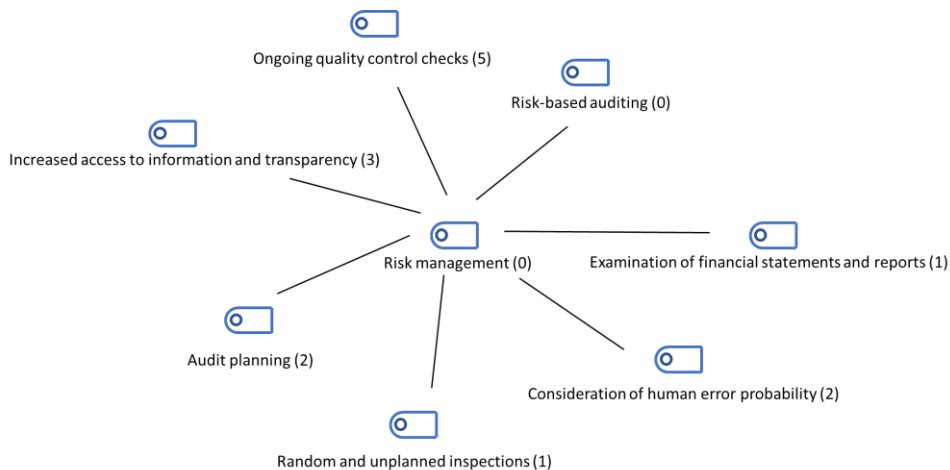 Ongoing quality control checks (5)
Risk-based auditing (0)
Increased access to information and transparency (3)
Risk management (0)
Examination of financial statements and reports (1)
Audit planning (2)
Consideration of human error probability (2)
Random and unplanned inspections (1)